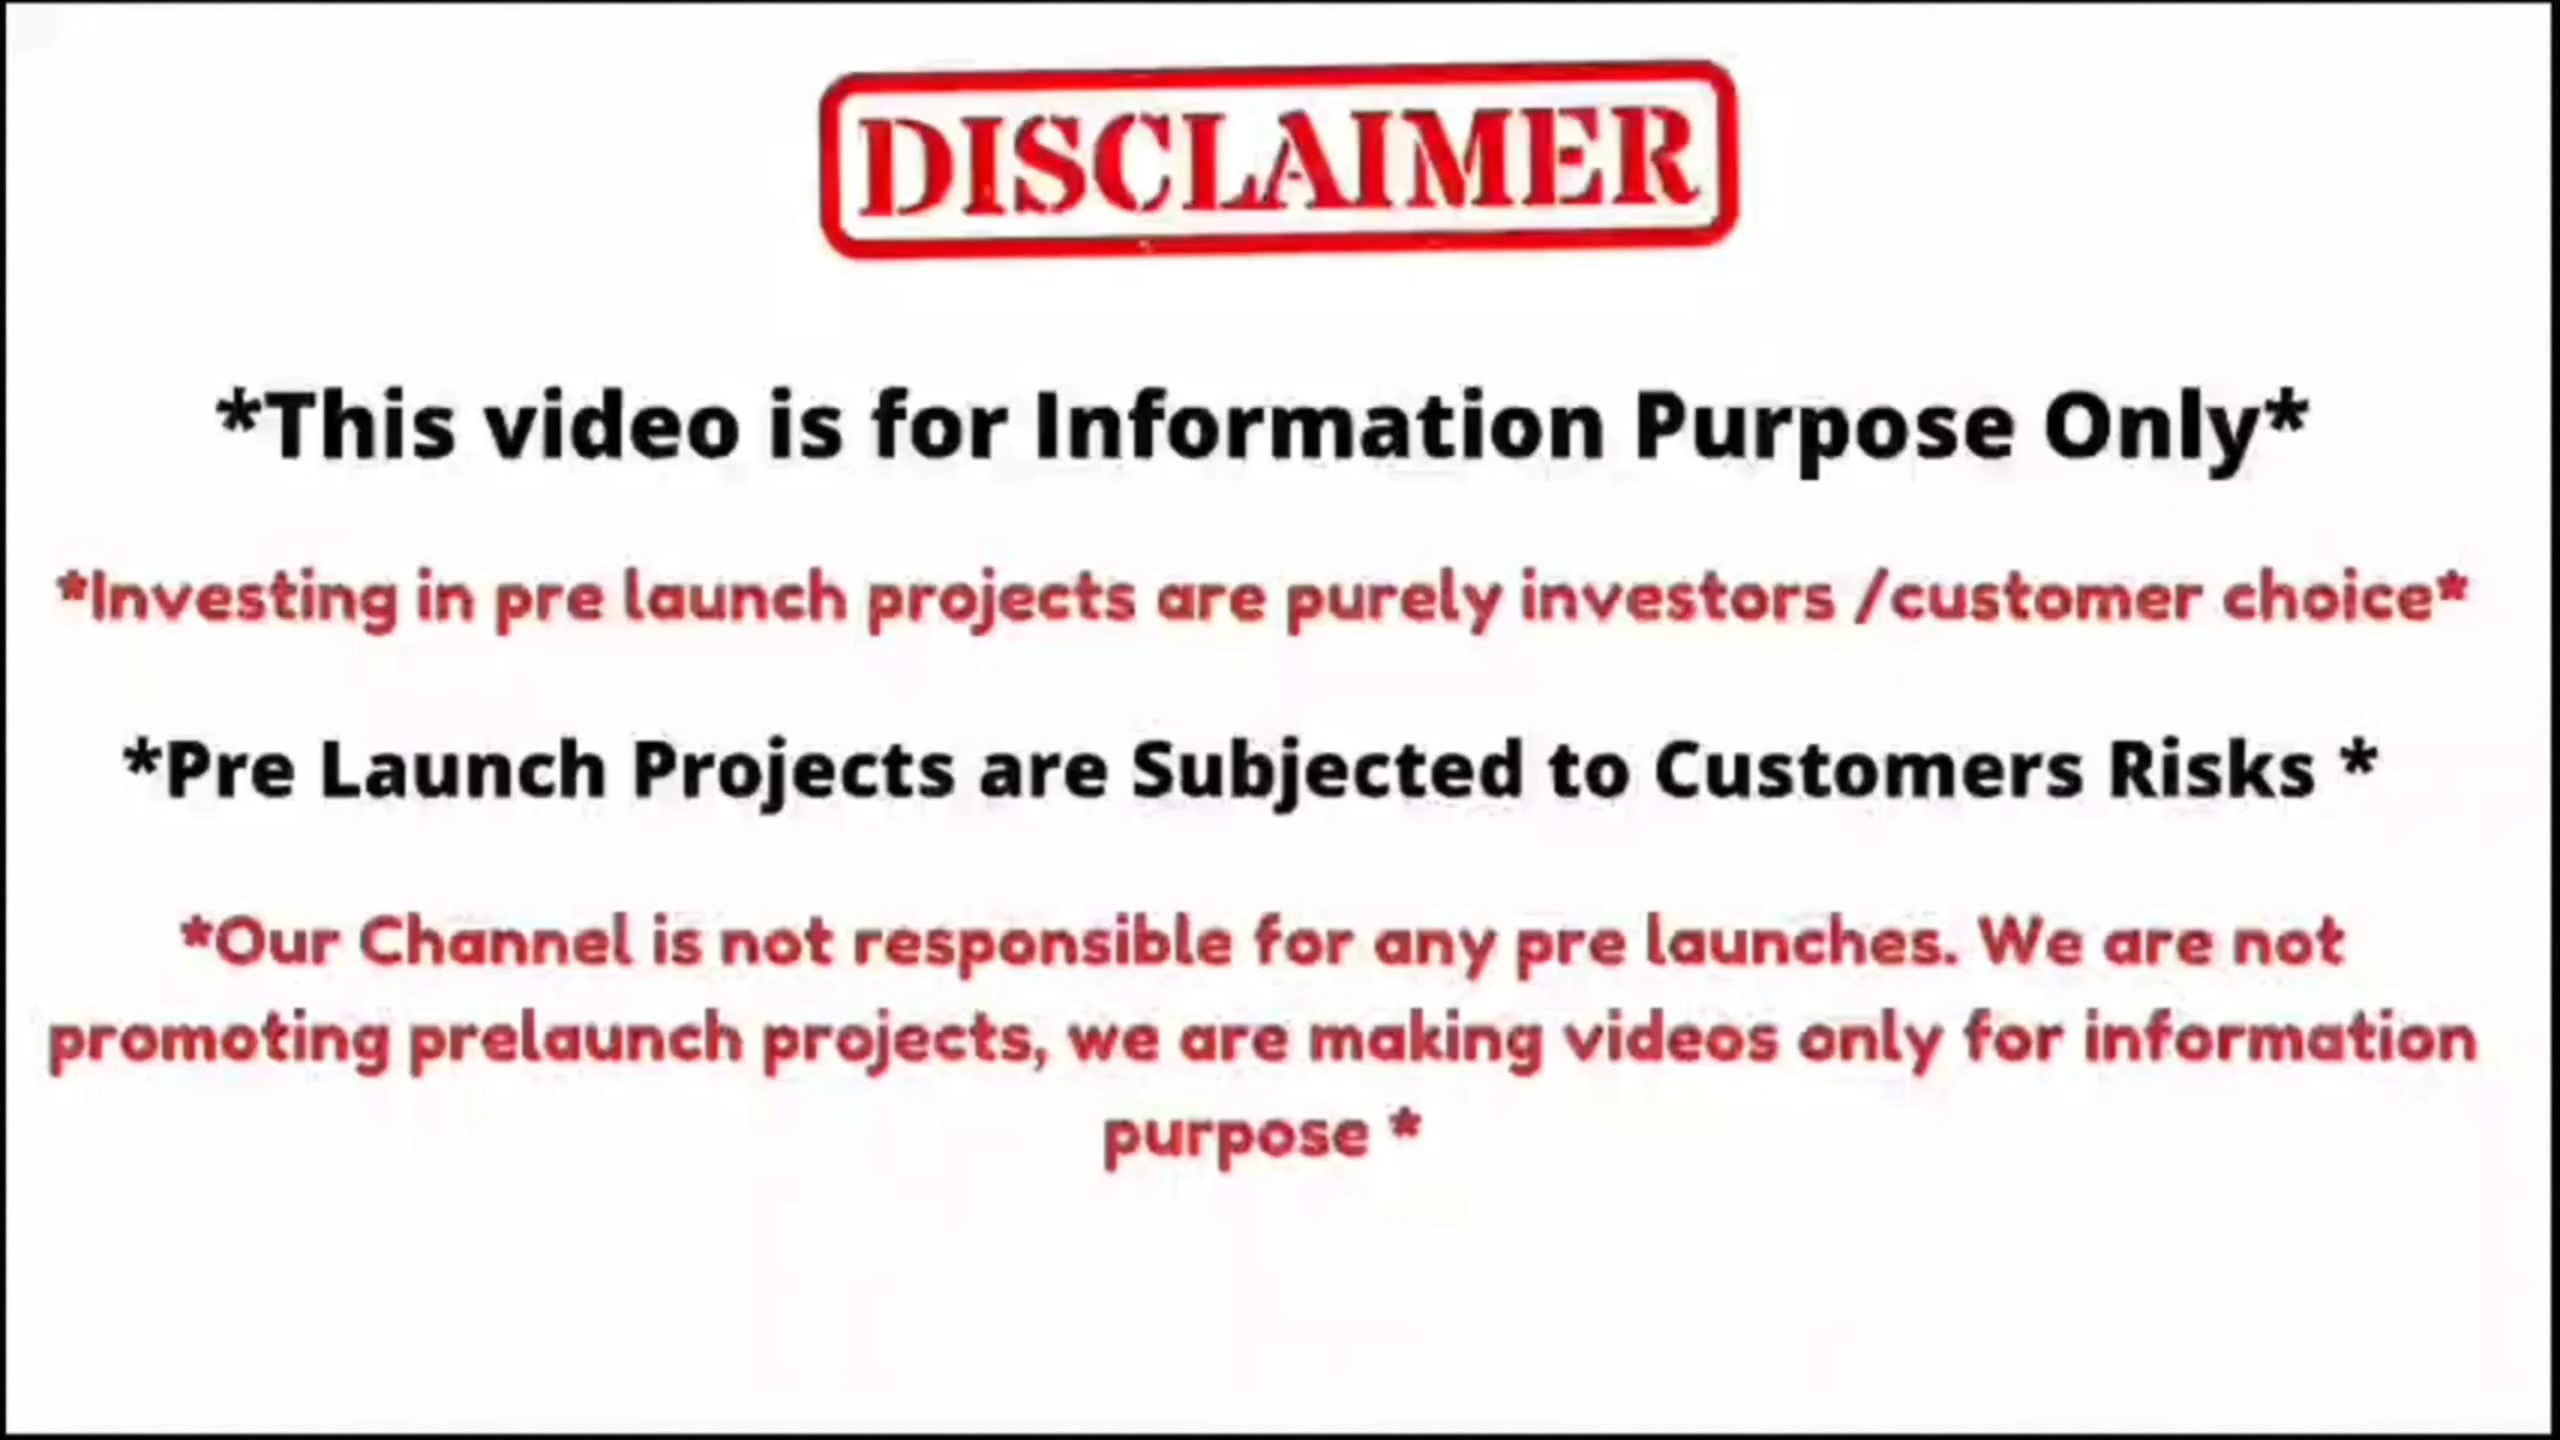 DISCLAIMER
*This video is for Information Purpose Only*
*Investing in pre launch projects are purely investors /customer choice*
*Pre Launch Projects are Subjected to Customers Risks *
*Our Channel is not responsible for any pre launches. We are not
promoting prelaunch projects, we are making videos only for information
purpose *